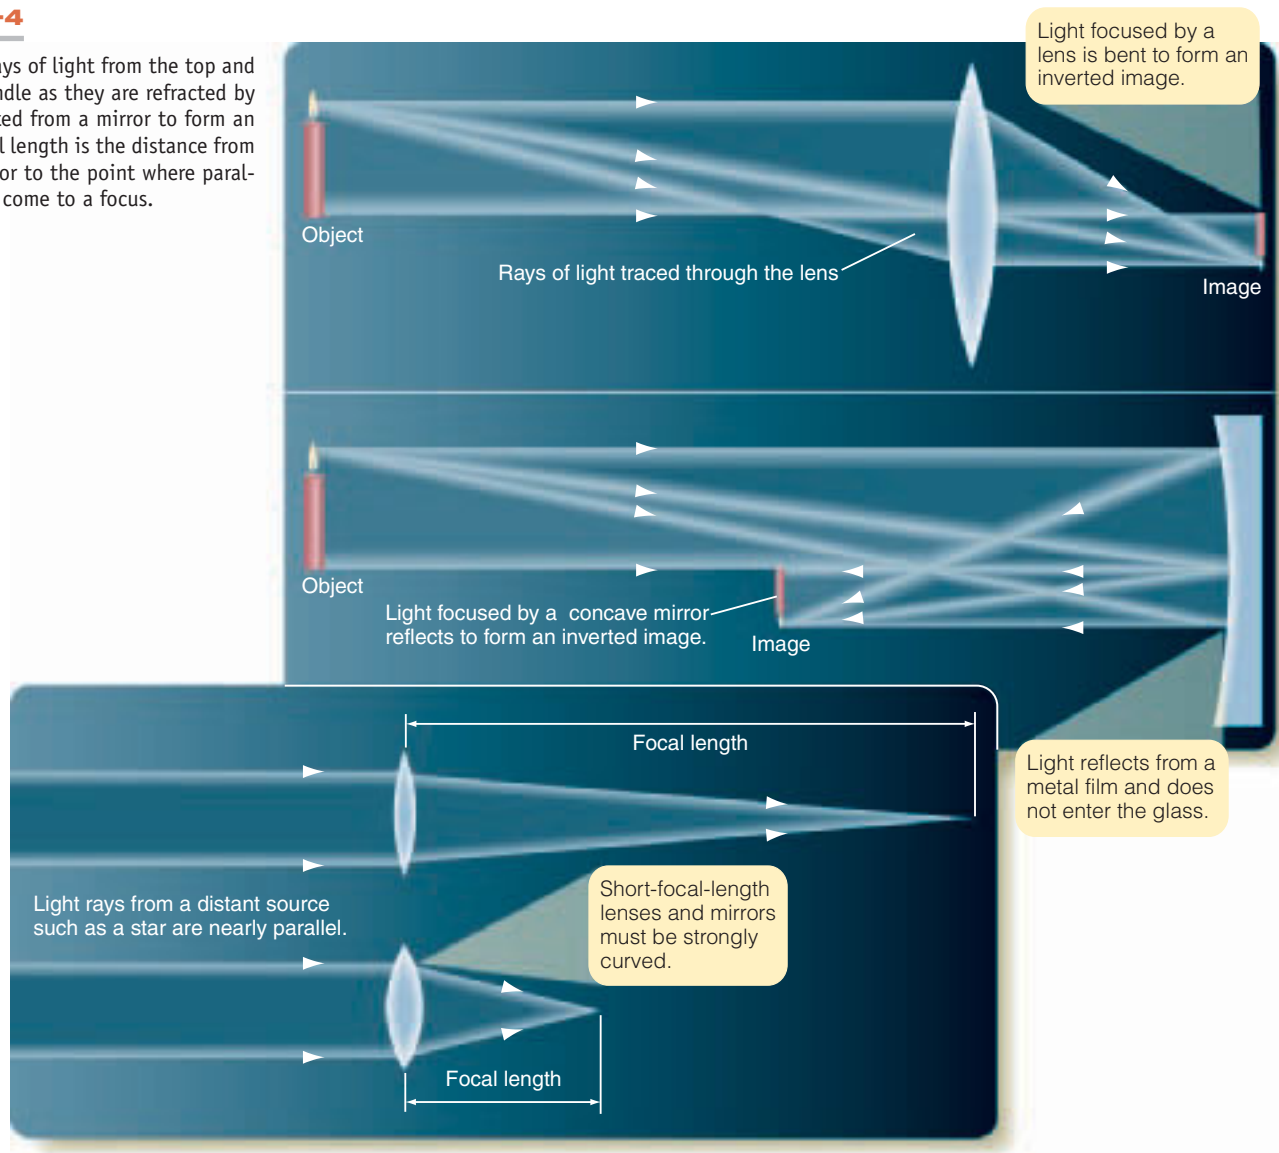 -4
ys of light from the top and
ndle as they are refracted by
ted from a mirror to form an
l length is the distance from
or to the point where paral-
come to a focus.
Light focused by a
lens is bent to form an
inverted image.
Object
Rays of light traced through the lens
Image
Object
Light focused by a concave mirror
reflects to form an inverted image.
Image
Focal length
Light reflects from a
metal film and does
not enter the glass.
Light rays from a distant source
such as a star are nearly parallel.
Short-focal-length
lenses and mirrors
must be strongly
curved.
Focal length